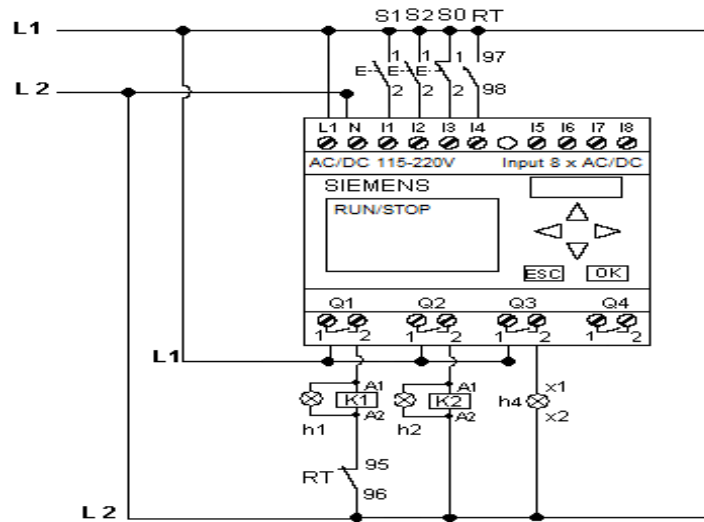 S1 S2 S0 RT
L1
1 1 1 97
E E E
2 2 2 98
L 2
L1 N I1 I2 I3 I4 I5 I6 I7 I8
AC/DC 115-220V Input 8 x AC/DC
SIEMENS
RUN/STOP
ESC OK
Q1 Q2 Q3 Q4
1 2 1 2 1 2 1 2
L1
A1 A1 x1
K1 K2 h4
A2 A2 x2
h1 h2
RT 95
96
L 2